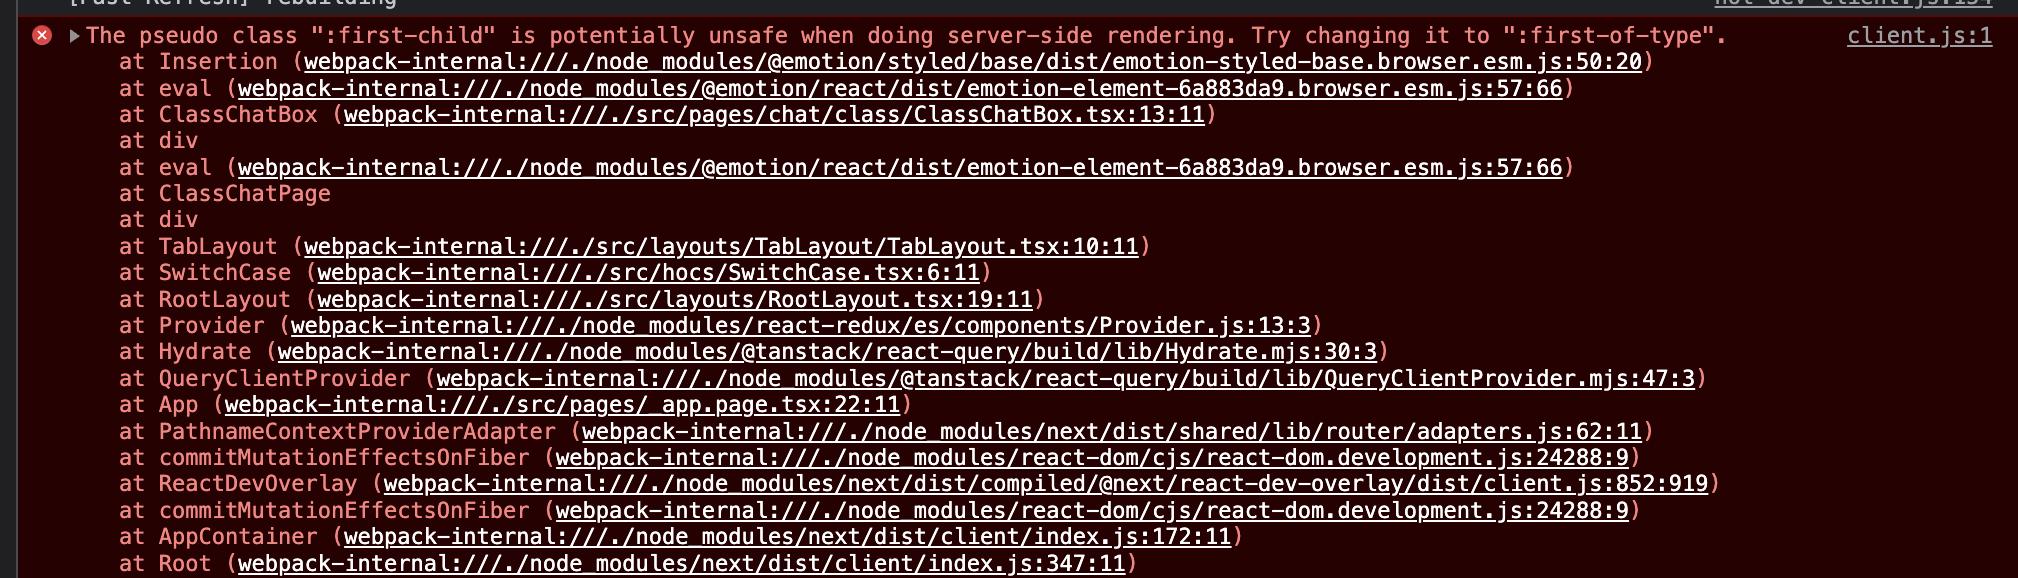 [Fast Refresh] rebuilding hot-dev-client.js:134
The pseudo class ":first-child" is potentially unsafe when doing server-side rendering. Try changing it to ":first-of-type". client.js:1
at Insertion (webpack-internal:///./node_modules/@emotion/styled/base/dist/emotion-styled-base.browser.esm.js:50:20)
at eval (webpack-internal:///./node_modules/@emotion/react/dist/emotion-element-6a883da9.browser.esm.js:57:66)
at ClassChatBox (webpack-internal:///./src/pages/chat/class/ClassChatBox.tsx:13:11)
at div
at eval (webpack-internal:///./node_modules/@emotion/react/dist/emotion-element-6a883da9.browser.esm.js:57:66)
at ClassChatPage
at div
at TabLayout (webpack-internal:///./src/layouts/TabLayout/TabLayout.tsx:10:11)
at SwitchCase (webpack-internal:///./src/hocs/SwitchCase.tsx:6:11)
at RootLayout (webpack-internal:///./src/layouts/RootLayout.tsx:19:11)
at Provider (webpack-internal:///./node_modules/react-redux/es/components/Provider.js:13:3)
at Hydrate (webpack-internal:///./node_modules/@tanstack/react-query/build/lib/Hydrate.mjs:30:3)
at QueryClientProvider (webpack-internal:///./node_modules/@tanstack/react-query/build/lib/QueryClientProvider.mjs:47:3)
at App (webpack-internal:///./src/pages/_app.page.tsx:22:11)
at PathnameContextProviderAdapter (webpack-internal:///./node_modules/next/dist/shared/lib/router/adapters.js:62:11)
at commitMutationEffectsOnFiber (webpack-internal:///./node_modules/react-dom/cjs/react-dom.development.js:24288:9)
at ReactDevOverlay (webpack-internal:///./node_modules/next/dist/compiled/@next/react-dev-overlay/dist/client.js:852:919)
at commitMutationEffectsOnFiber (webpack-internal:///./node_modules/react-dom/cjs/react-dom.development.js:24288:9)
at AppContainer (webpack-internal:///./node_modules/next/dist/client/index.js:172:11)
at Root (webpack-internal:///./node_modules/next/dist/client/index.js:347:11)